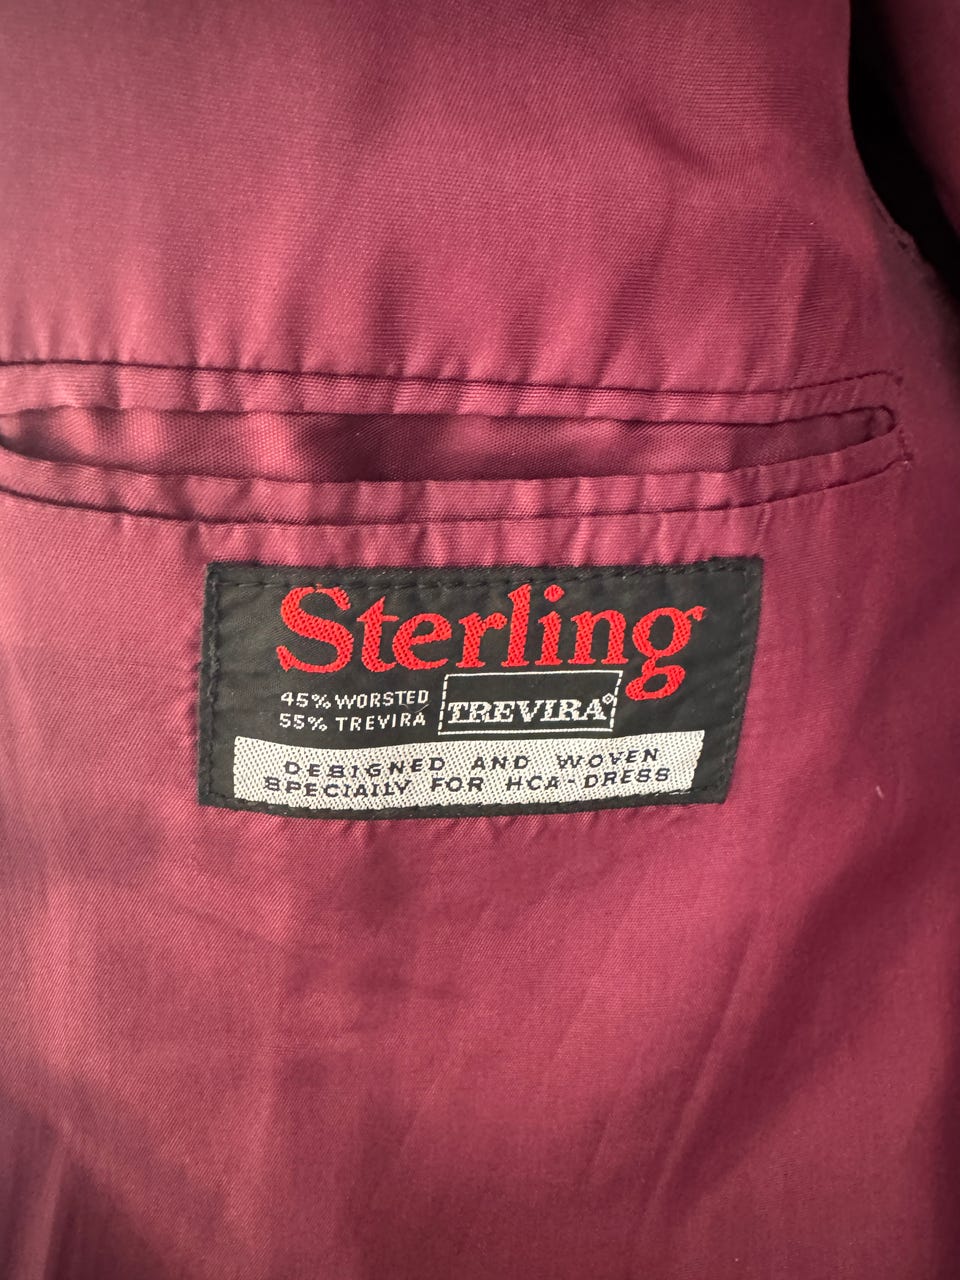 Sterling
45% WORSTED
55% TREVIRA
TREVIRA®
DESIGNED AND WOVEN
SPECIALLY FOR HCA-DRESS